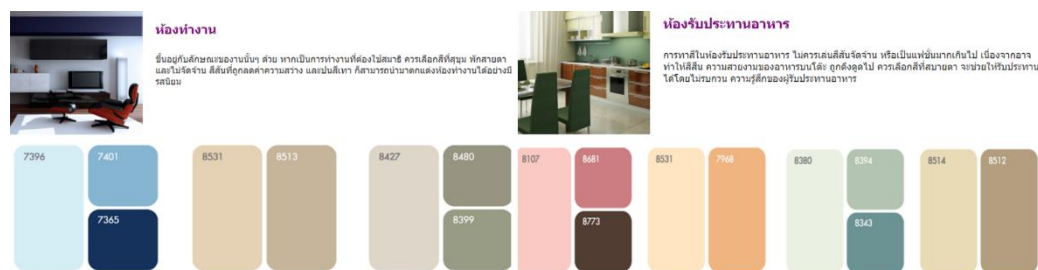 ห้องทำงาน
ขึ้นอยู่กับลักษณะของงานนั้นๆ ด้วย หากเป็นการทำงานที่ต้องใช้สมาธิ ควรเลือกสีที่สุขุม พักสายตา
และไม่จัดจ้าน สีสันที่ถูกลดค่าความสว่าง และปนสีเทา ก็สามารถนำมาตกแต่งห้องทำงานได้อย่างมี
รสนิยม
7396
7401
7365
8531
8513
8427
8480
8399
ห้องรับประทานอาหาร
การทาสีในห้องรับประทานอาหาร ไม่ควรเล่นสีสันจัดจ้าน หรือเป็นแฟชั่นมากเกินไป เนื่องจากอาจ
ทำให้สีสัน ความสวยงามของอาหารบนโต๊ะ ถูกดึงดูดไป ควรเลือกสีที่สบายตา จะช่วยให้รับประทาน
ได้โดยไม่รบกวน ความรู้สึกของผู้รับประทานอาหาร
8107
8681
8773
8531
7968
8380
8394
8343
8514
8512